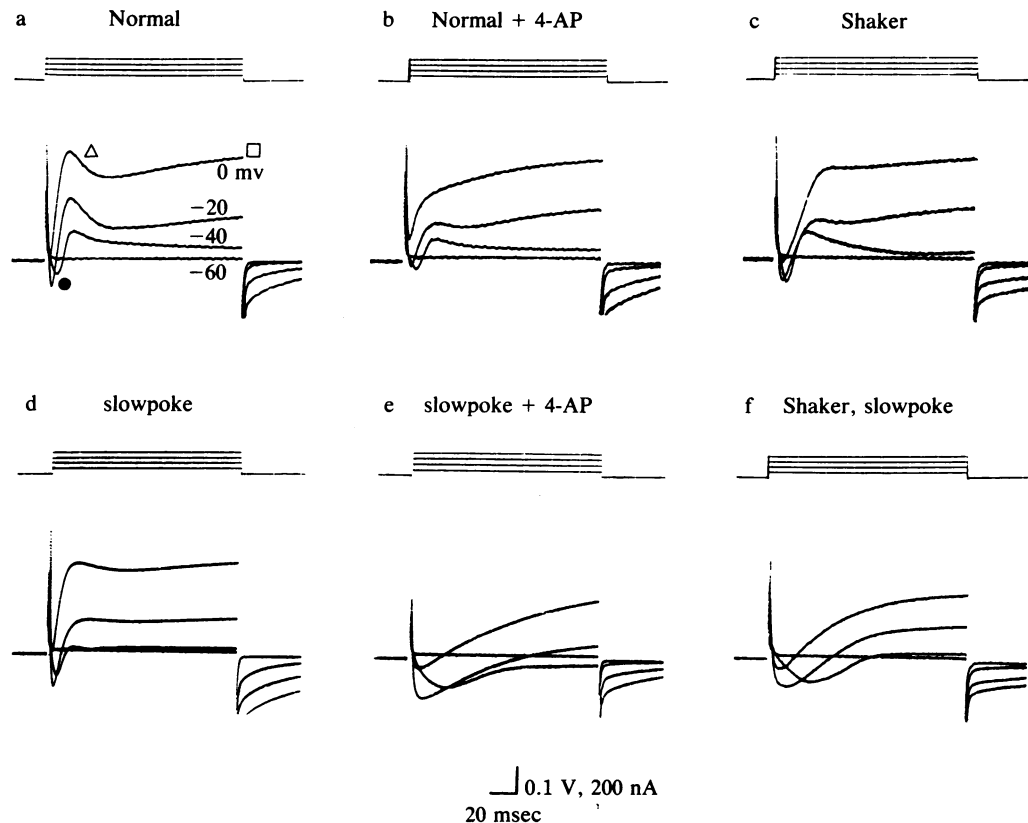 a Normal
b Normal + 4-AP
c Shaker
0 mv
−20
−40
−60
d slowpoke
e slowpoke + 4-AP
f Shaker, slowpoke
0.1 V, 200 nA
20 msec